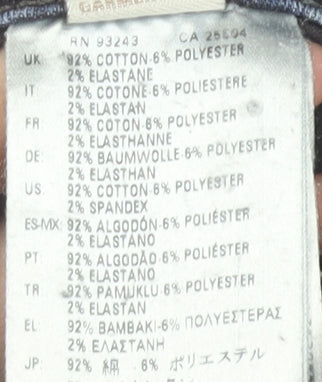 RN 93243 CA 25604
UK: 92% COTTON-6% POLYESTER
2% ELASTANE
IT: 92% COTONE-6% POLIESTERE
2% ELASTAN
FR: 92% COTON-6% POLYESTER
2% ELASTHANNE
DE: 92% BAUMWOLLE-6% POLYESTER
2% ELASTHAN
US: 92% COTTON-6% POLYESTER
2% SPANDEX
ES-MX: 92% ALGODÓN-6% POLIÉSTER
2% ELASTANO
PT: 92% ALGODÃO-6% POLIÉSTER
2% ELASTANO
TR: 92% PAMUKLU-6% POLYESTER
2% ELASTAN
EL: 92% ΒΑΜΒΑΚΙ-6% ΠΟΛΥΕΣΤΕΡΑΣ
2% ΕΛΑΣΤΑΝΗ
JP: 92% 綿 -6% ポリエステル